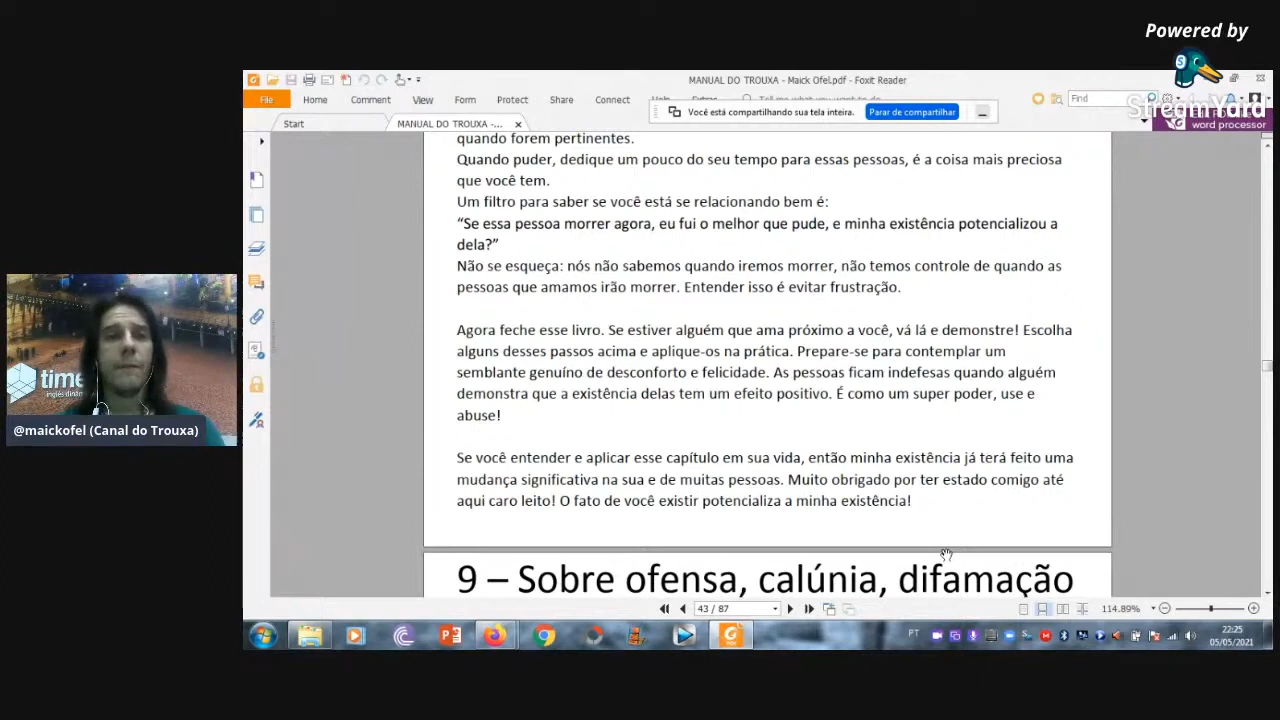 Powered by
StreamYard
MANUAL DO TROUXA - Maick Ofel.pdf - Foxit Reader
File Home Comment View Form Protect Share Connect
Find
Você está compartilhando sua tela inteira. Parar de compartilhar
word processor
Start MANUAL DO TROUXA -...
quando forem pertinentes.
Quando puder, dedique um pouco do seu tempo para essas pessoas, é a coisa mais preciosa
que você tem.
Um filtro para saber se você está se relacionando bem é:
“Se essa pessoa morrer agora, eu fui o melhor que pude, e minha existência potencializou a
dela?”
Não se esqueça: nós não sabemos quando iremos morrer, não temos controle de quando as
pessoas que amamos irão morrer. Entender isso é evitar frustração.
Agora feche esse livro. Se estiver alguém que ama próximo a você, vá lá e demonstre! Escolha
alguns desses passos acima e aplique-os na prática. Prepare-se para contemplar um
semblante genuíno de desconforto e felicidade. As pessoas ficam indefesas quando alguém
demonstra que a existência delas tem um efeito positivo. É como um super poder, use e
abuse!
Se você entender e aplicar esse capítulo em sua vida, então minha existência já terá feito uma
mudança significativa na sua e de muitas pessoas. Muito obrigado por ter estado comigo até
aqui caro leito! O fato de você existir potencializa a minha existência!
9 – Sobre ofensa, calúnia, difamação
time
inglês
@maickofel (Canal do Trouxa)
43 / 87
114.89%
PT
22:25
05/05/2021